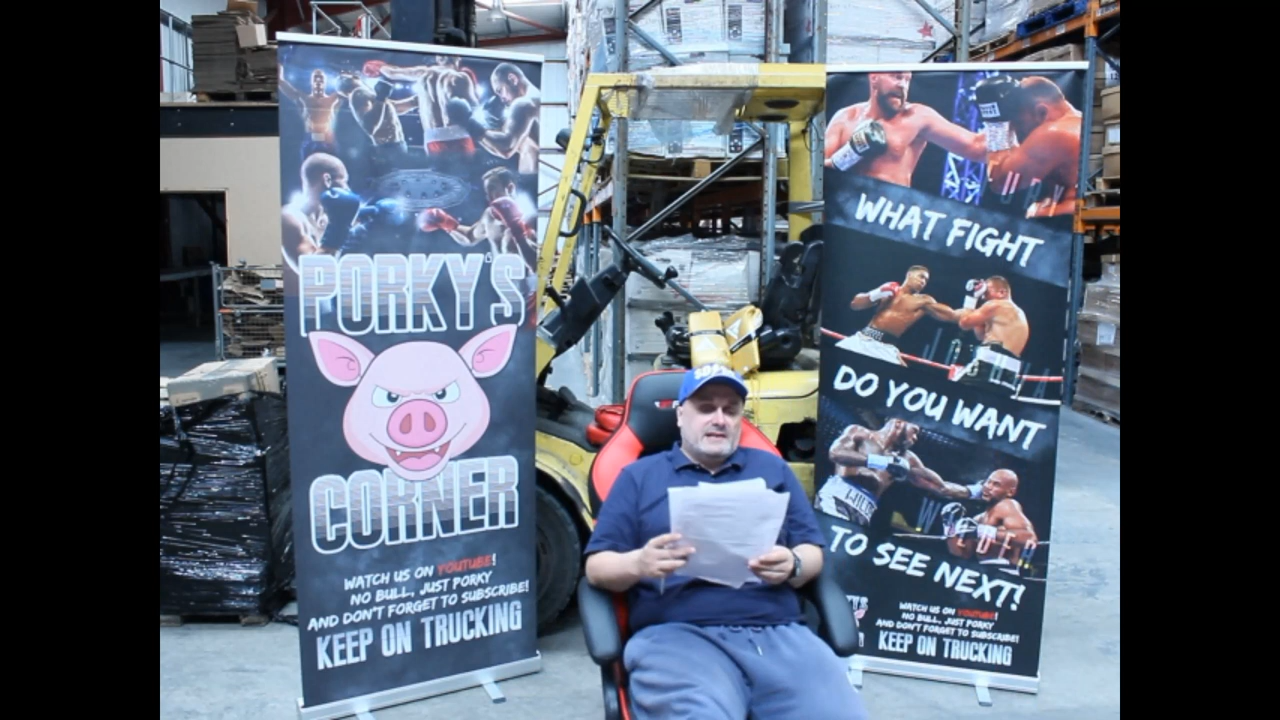 PORKY'S
CORNER
WATCH US ON YOUTUBE!
NO BULL, JUST PORKY
AND DON'T FORGET TO SUBSCRIBE!
KEEP ON TRUCKING
WHAT FIGHT
DO YOU WANT
TO SEE NEXT!
WATCH US ON YOUTUBE!
NO BULL, JUST PORKY
AND DON'T FORGET TO SUBSCRIBE!
KEEP ON TRUCKING